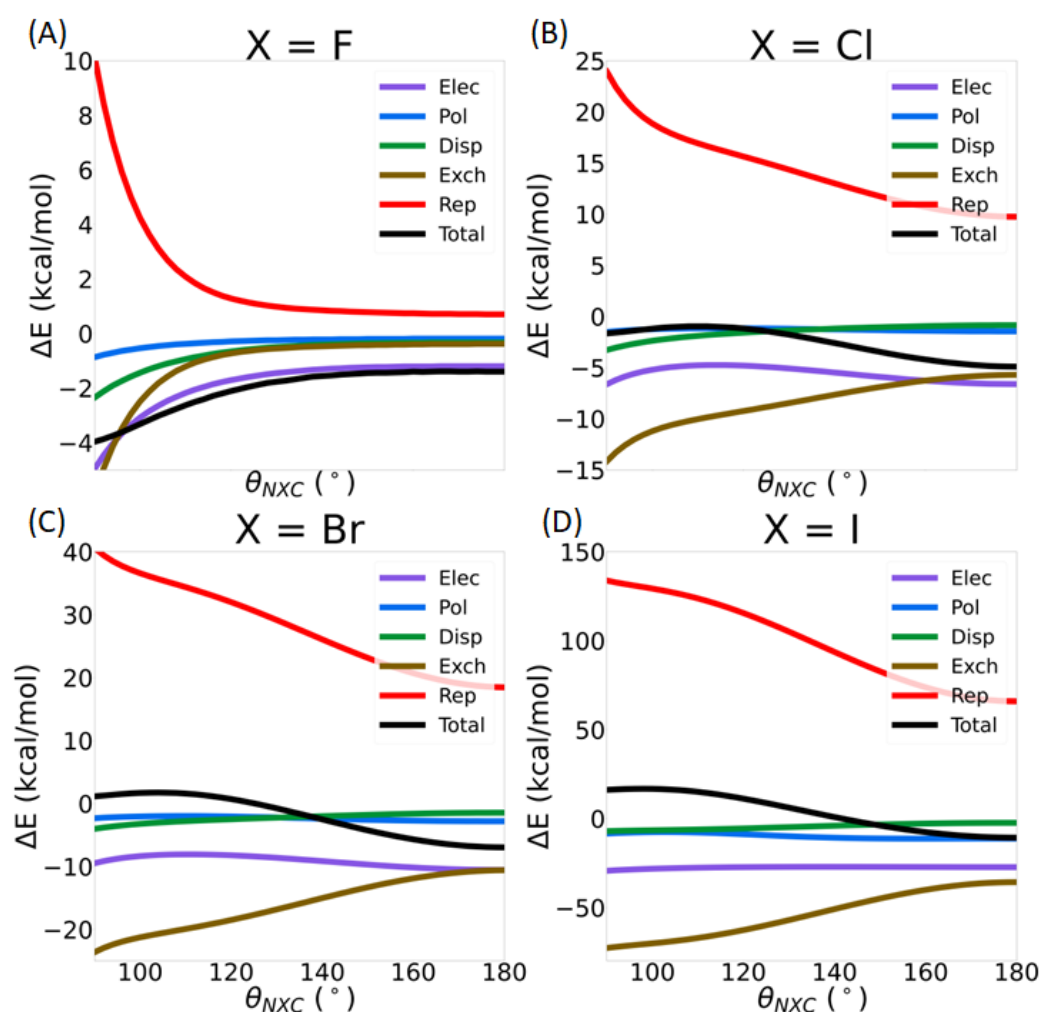 (A)
X = F
ΔE (kcal/mol)
10
8
6
4
2
0
−2
−4
Elec
Pol
Disp
Exch
Rep
Total
θNXC (°)
(B)
X = Cl
ΔE (kcal/mol)
25
20
15
10
5
0
−5
−10
−15
Elec
Pol
Disp
Exch
Rep
Total
θNXC (°)
(C)
X = Br
ΔE (kcal/mol)
40
30
20
10
0
−10
−20
Elec
Pol
Disp
Exch
Rep
Total
100 120 140 160 180
θNXC (°)
(D)
X = I
ΔE (kcal/mol)
150
100
50
0
−50
Elec
Pol
Disp
Exch
Rep
Total
100 120 140 160 180
θNXC (°)